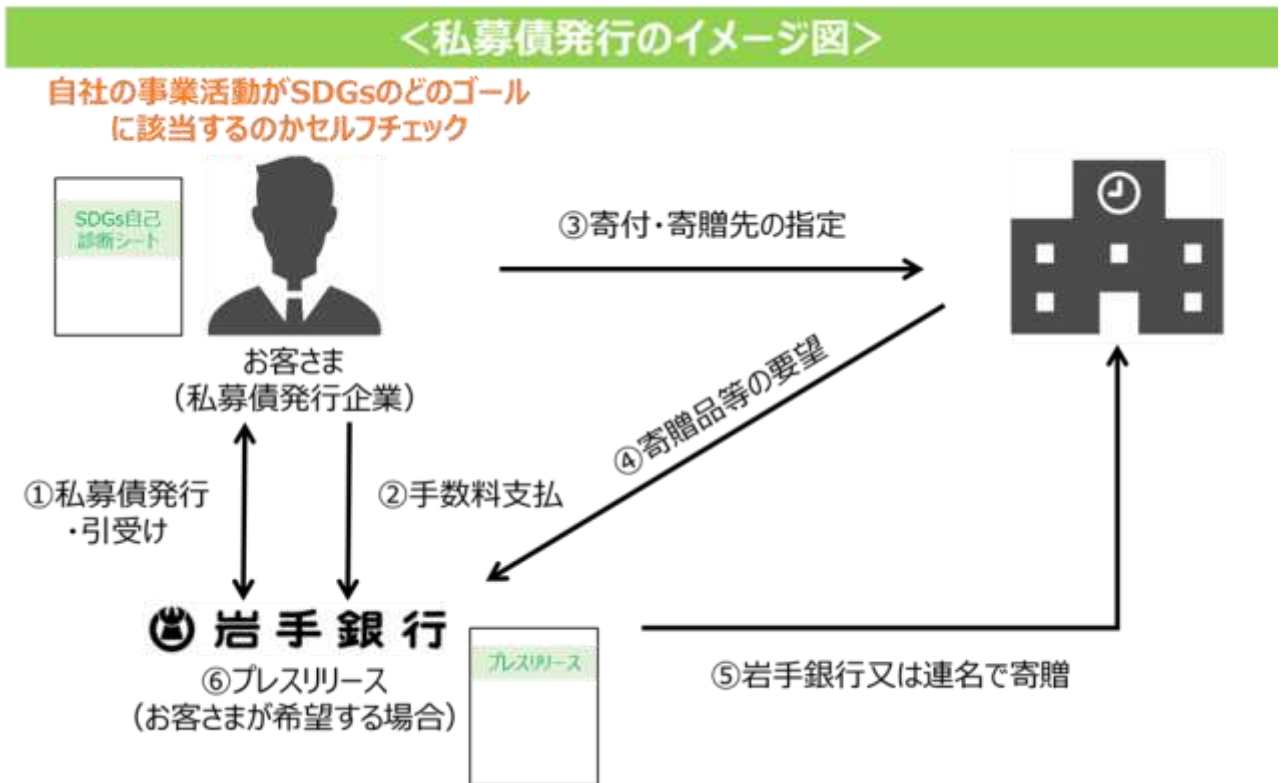 ＜私募債発行のイメージ図＞
自社の事業活動がSDGsのどのゴール
に該当するのかセルフチェック
SDGs自己
診断シート
③寄付・寄贈先の指定
お客さま
（私募債発行企業）
④寄贈品等の要望
①私募債発行
・引受け
②手数料支払
岩手銀行
プレスリリース
⑥プレスリリース
（お客さまが希望する場合）
⑤岩手銀行又は連名で寄贈